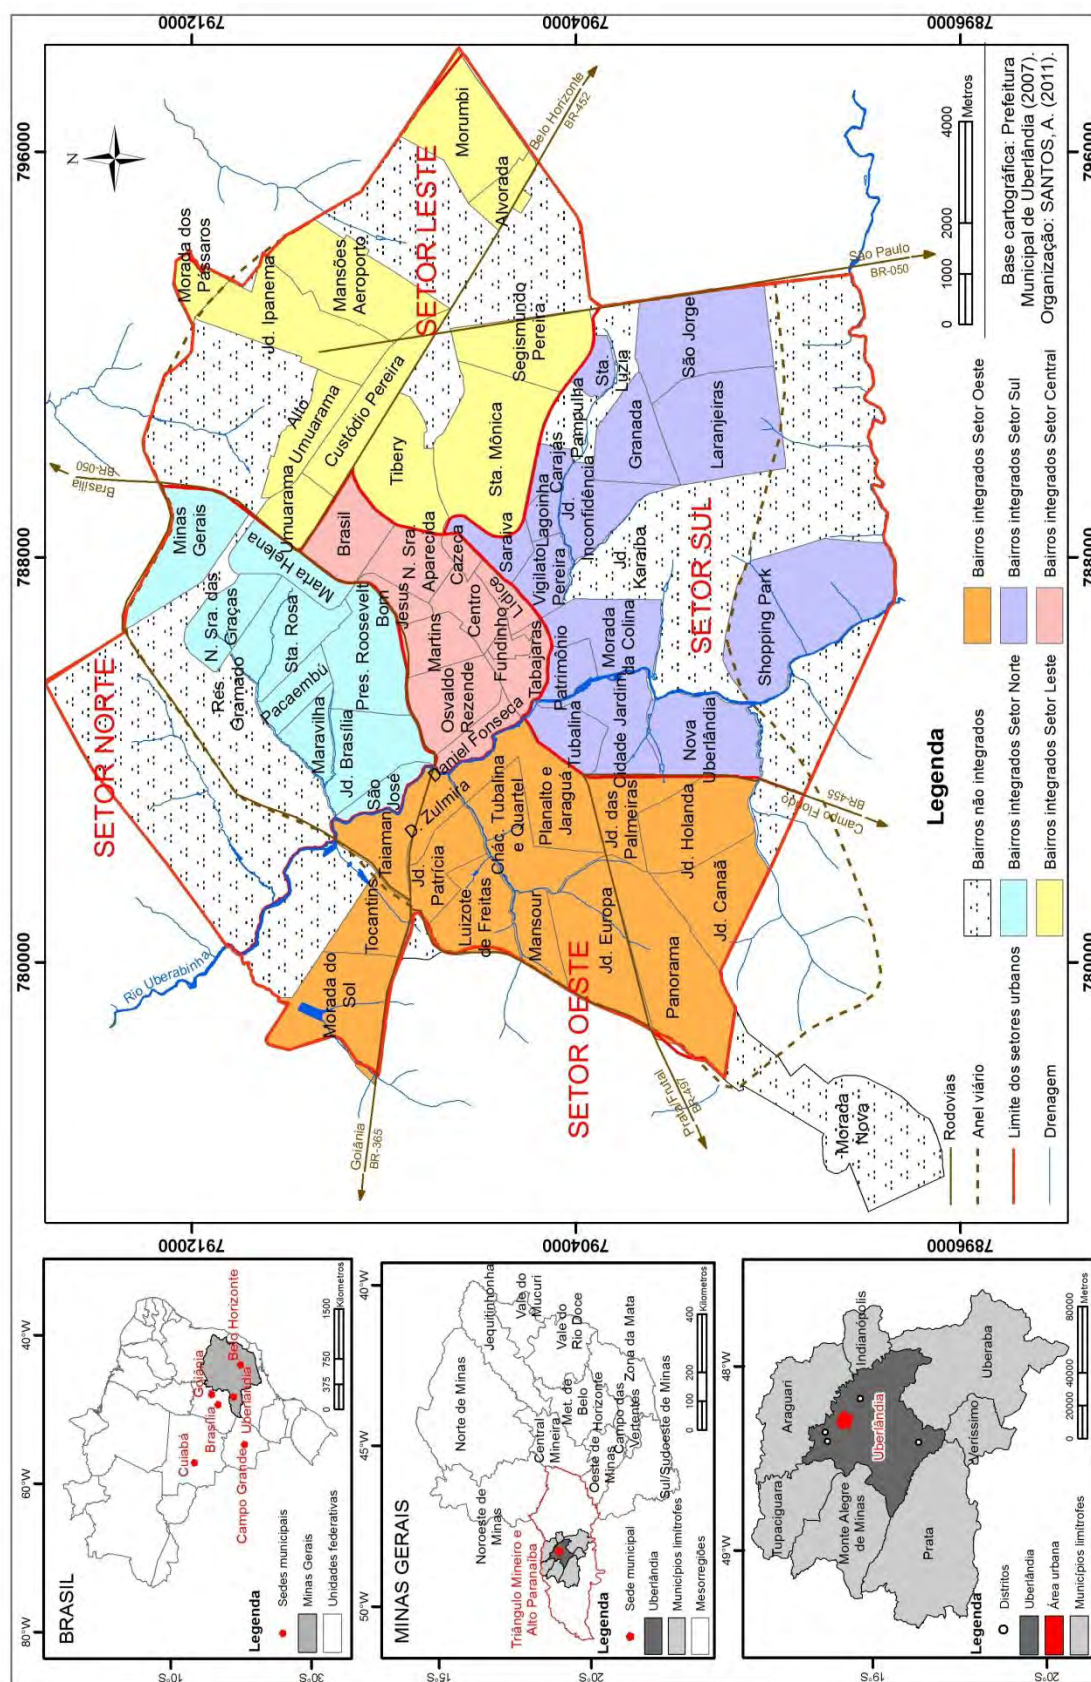 BRASIL
80°W
60°W
40°W
10°S
30°S
Cuiabá
Brasília
Goiânia
Campo Grande
Uberlândia
Belo Horizonte
Legenda
Sedes municipais
Minas Gerais
Unidades federativas
0 375 750 1500
Kilometros
MINAS GERAIS
50°W
45°W
40°W
15°S
20°S
Triângulo Mineiro e
Alto Paranaíba
Noroeste de
Minas
Norte de Minas
Jequitinhonha
Vale do
Mucuri
Vale do
Rio Doce
Central
Mineira
Met. de
Belo
Horizonte
Oeste de
Minas
Campo das
Vertentes
Zona da Mata
Sul/Sudoeste de Minas
Legenda
Sede municipal
Uberlândia
Municípios limítrofes
Mesorregiões
0 100 200 400
Kilometros
49°W
48°W
19°S
20°S
Tupaciguara
Araguari
Indianópolis
Monte Alegre
de Minas
Uberlândia
Prata
Veríssimo
Uberaba
Legenda
Distritos
Uberlândia
Área urbana
Municípios limítrofes
0 20000 40000 80000
Metros
780000
788000
796000
7912000
7904000
7896000
N
SETOR NORTE
SETOR LESTE
SETOR OESTE
SETOR SUL
Rio Uberabinha
Goiânia
BR-365
Brasília
BR-050
Belo Horizonte
BR-452
São Paulo
BR-050
Prata/Frutal
BR-497
Campo Florido
BR-455
Minas
Gerais
Res.
Gramado
N. Sra. das
Graças
Sta. Rosa
Marta Helena
Pacaembú
Maravilha
Pres. Roosevelt
Jd. Brasília
São
José
Morada dos
Pássaros
Jd. Ipanema
Mansões
Aeroporto
Alto
Umuarama
Umuarama
Custódio Pereira
Morumbi
Alvorada
Tibery
Sta. Mônica
Segismundo
Pereira
Brasil
Bom
Jesus
N. Sra.
Aparecida
Martins
Cazeca
Osvaldo
Rezende
Centro
Lídice
Fundinho
Daniel Fonseca
Tabajaras
Saraiva
Vigilato
Pereira
Lagoinha
Carajás
Pampulha
Jd.
Inconfidência
Sta.
Luzia
Granada
São Jorge
Laranjeiras
Jd.
Karaíba
Patrimônio
Morada
da Colina
Tubalina
Cidade Jardim
Nova
Uberlândia
Shopping Park
Morada do
Sol
Tocantins
Taiaman
D. Zulmira
Jd.
Patrícia
Luizote
de Freitas
Chác. Tubalina
e Quartel
Mansour
Planalto e
Jaraguá
Jd. das
Palmeiras
Jd. Europa
Jd. Holanda
Panorama
Jd. Canaã
Morada
Nova
Legenda
Rodovias
Anel viário
Limite dos setores urbanos
Drenagem
Bairros não integrados
Bairros integrados Setor Norte
Bairros integrados Setor Leste
Bairros integrados Setor Oeste
Bairros integrados Setor Sul
Bairros integrados Setor Central
0 1000 2000 4000
Metros
Base cartográfica: Prefeitura
Municipal de Uberlândia (2007).
Organização: SANTOS, A. (2011).
796000
788000
780000
7912000
7904000
7896000